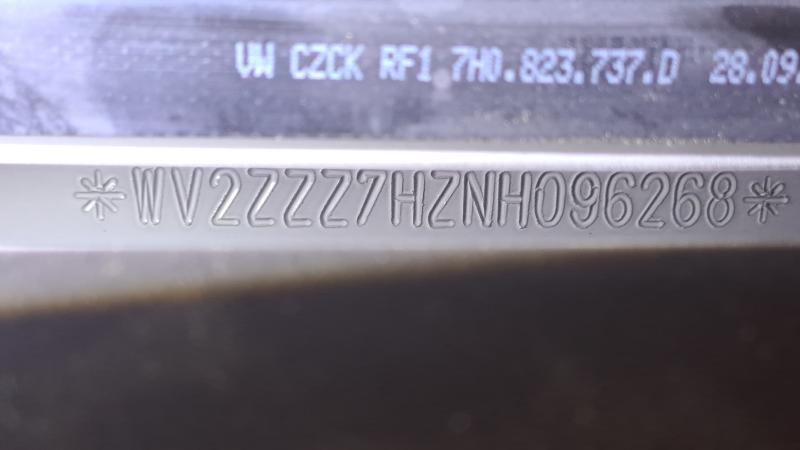 VW CZCK RF1 7H0.823.737.D 28.09.
*WV2ZZZ7HZNH096268*